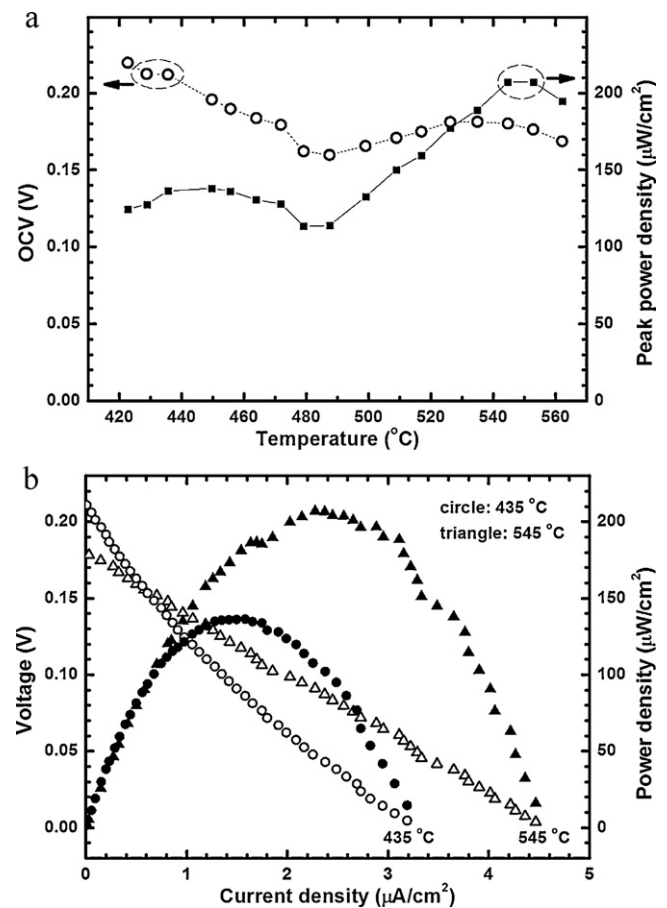 a
0.20
0.15
0.10
0.05
0.00
OCV (V)
200
150
100
50
0
Peak power density (μW/cm²)
420 440 460 480 500 520 540 560
Temperature (°C)
b
circle: 435 °C
triangle: 545 °C
0.20
0.15
0.10
0.05
0.00
Voltage (V)
200
150
100
50
0
Power density (μW/cm²)
435 °C 545 °C
0 1 2 3 4 5
Current density (μA/cm²)